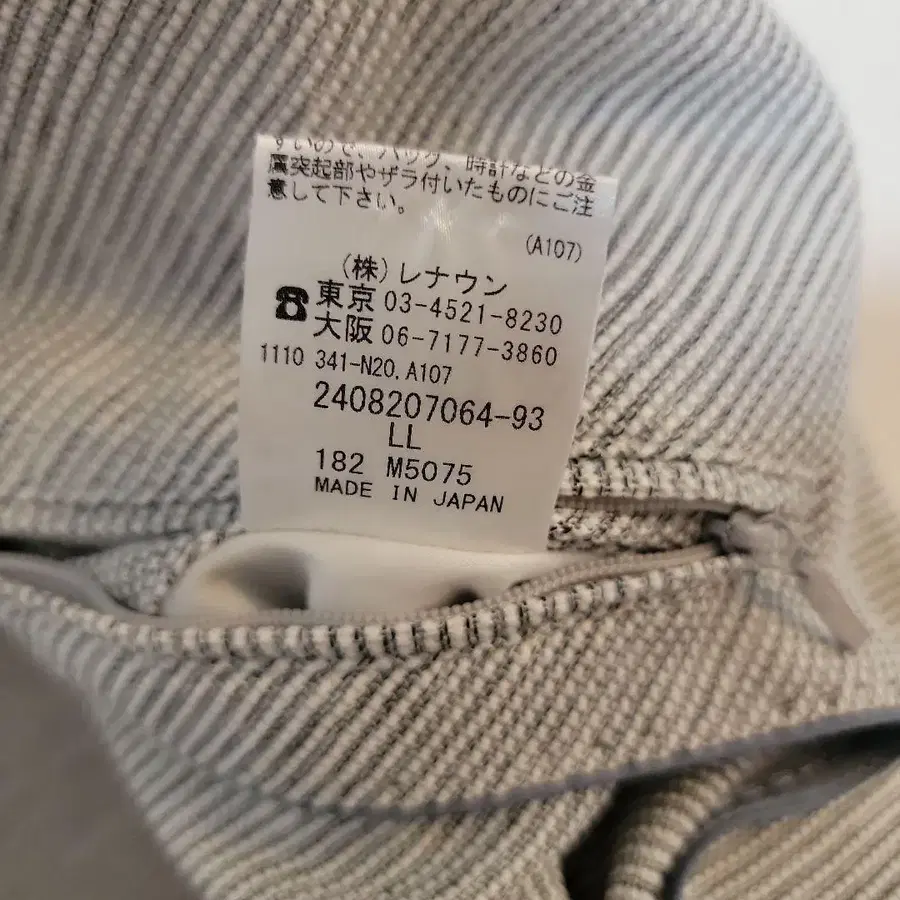 すいので、バッグ、時計などの金
属突起部やザラ付いたものにご注
意して下さい。
(A107)
(株)レナウン
☎東京 03-4521-8230
大阪 06-7177-3860
1110 341-N20.A107
2408207064-93
LL
182 M5075
MADE IN JAPAN